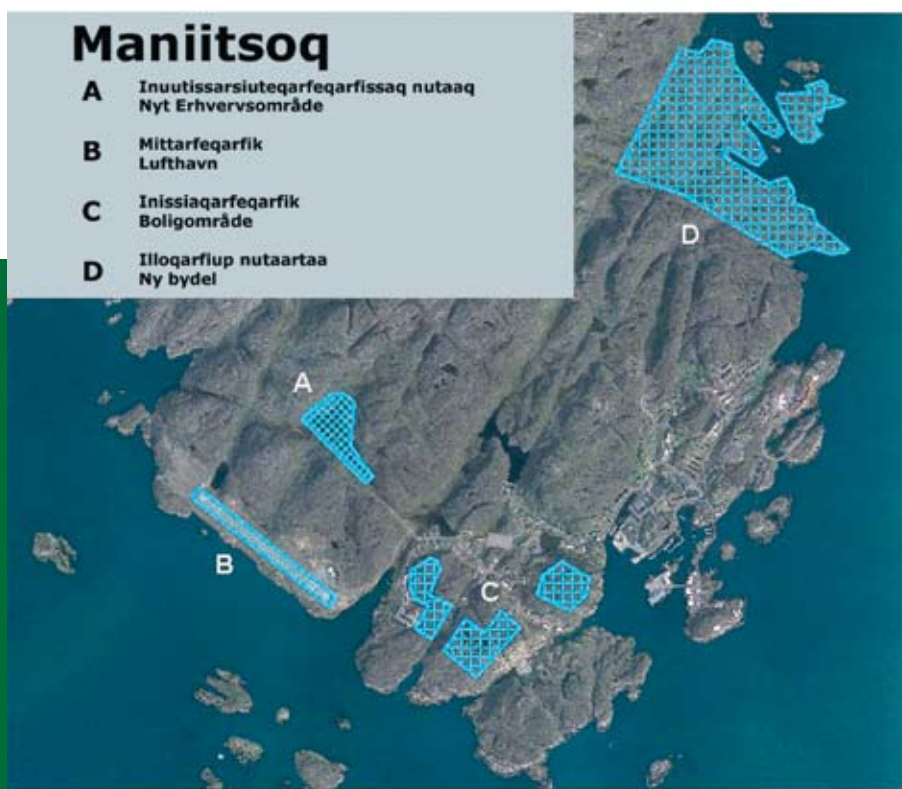 Maniitsoq
A Inuutissarsiuteqarfeqarfissaq nutaaq
Nyt Erhvervsområde
B Mittarfeqarfik
Lufthavn
C Inissiaqarfeqarfik
Boligområde
D Illoqarfiup nutaartaa
Ny bydel
D
A
B
C